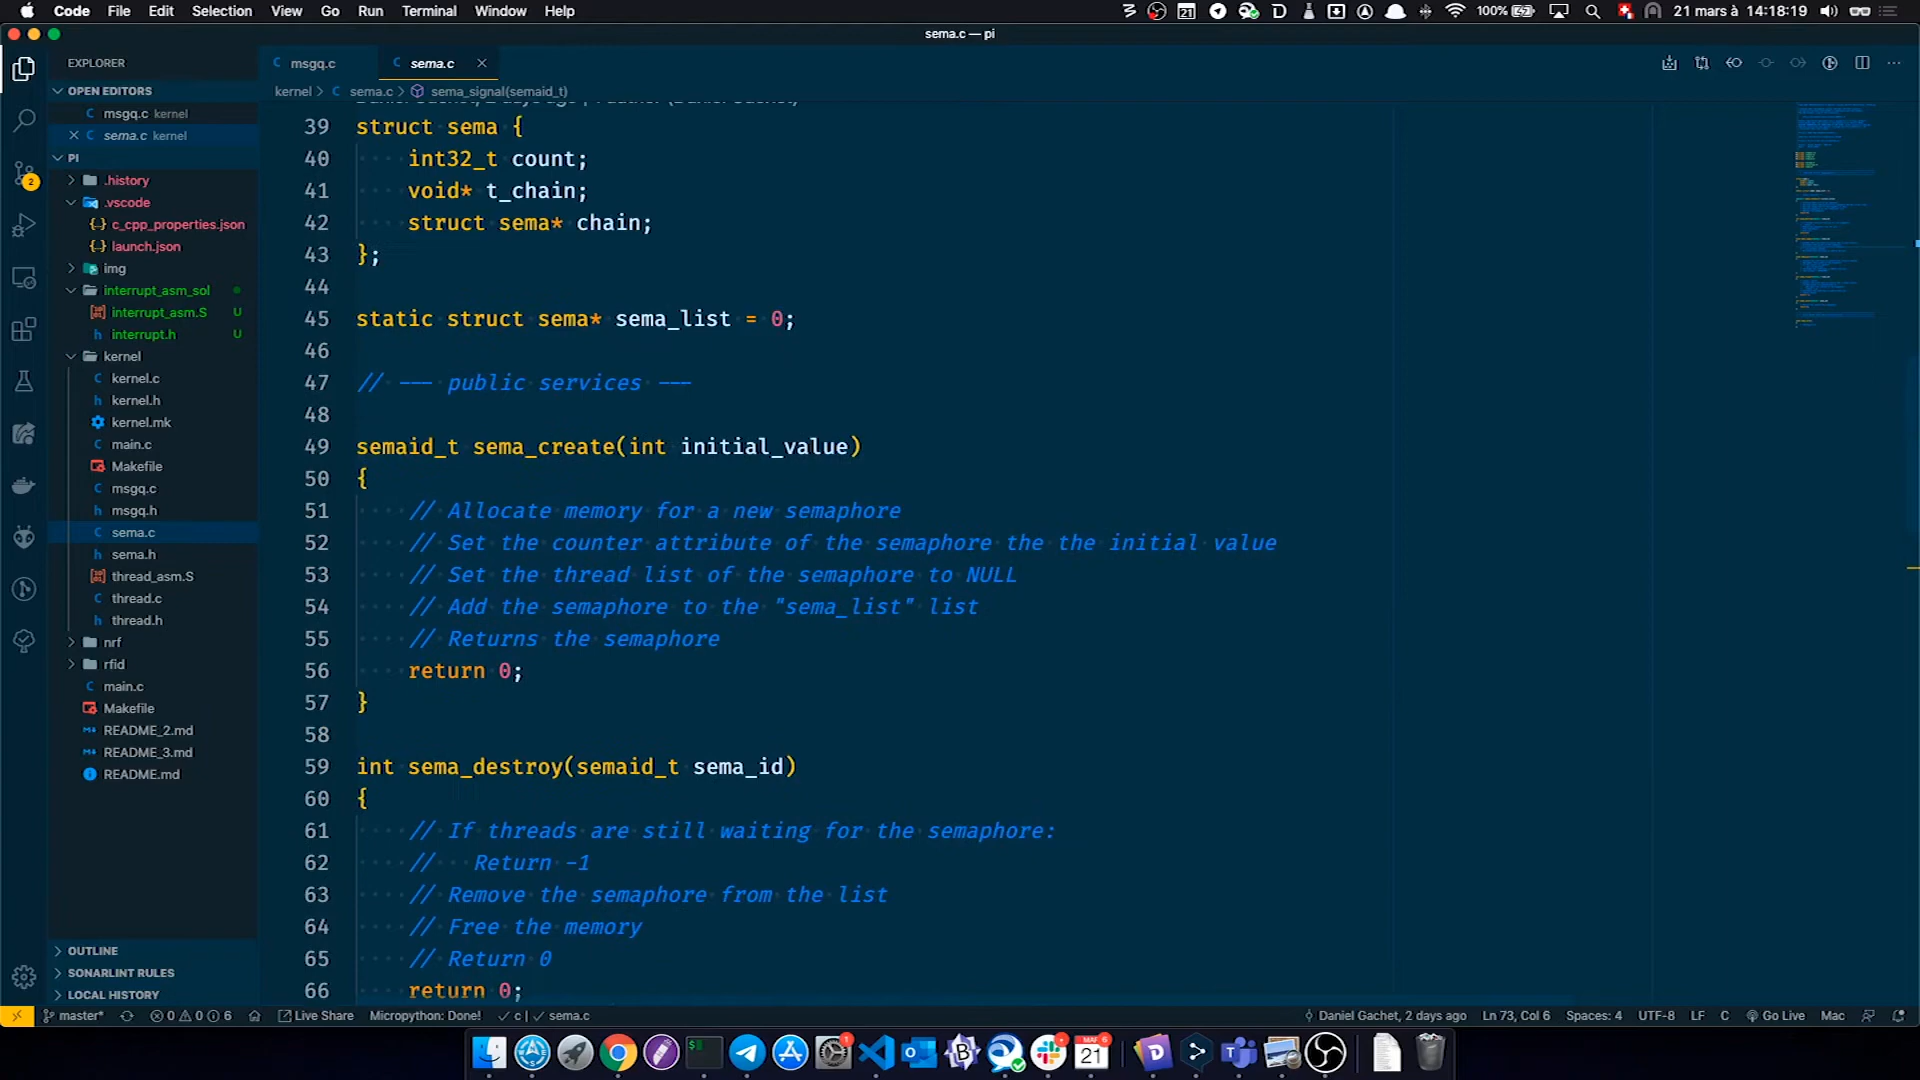 Code File Edit Selection View Go Run Terminal Window Help
100% 21 mars à 14:18:19
sema.c — pi
EXPLORER
msgq.c
sema.c
OPEN EDITORS
msgq.c kernel
sema.c kernel
kernel > sema.c > sema_signal(semaid_t)
PI
.history
.vscode
c_cpp_properties.json
launch.json
img
interrupt_asm_sol
interrupt_asm.S U
interrupt.h U
kernel
kernel.c
kernel.h
kernel.mk
main.c
Makefile
msgq.c
msgq.h
sema.c
sema.h
thread_asm.S
thread.c
thread.h
nrf
rfid
main.c
Makefile
README_2.md
README_3.md
README.md
OUTLINE
SONARLINT RULES
LOCAL HISTORY
39 struct sema {
40 int32_t count;
41 void* t_chain;
42 struct sema* chain;
43 };
44
45 static struct sema* sema_list = 0;
46
47 // --- public services ---
48
49 semaid_t sema_create(int initial_value)
50 {
51 // Allocate memory for a new semaphore
52 // Set the counter attribute of the semaphore the the initial value
53 // Set the thread list of the semaphore to NULL
54 // Add the semaphore to the "sema_list" list
55 // Returns the semaphore
56 return 0;
57 }
58
59 int sema_destroy(semaid_t sema_id)
60 {
61 // If threads are still waiting for the semaphore:
62 // Return -1
63 // Remove the semaphore from the list
64 // Free the memory
65 // Return 0
66 return 0;
master* 0 0 6 Live Share Micropython: Done! ✓ c | ✓ sema.c
Daniel Gachet, 2 days ago Ln 73, Col 6 Spaces: 4 UTF-8 LF C Go Live Mac